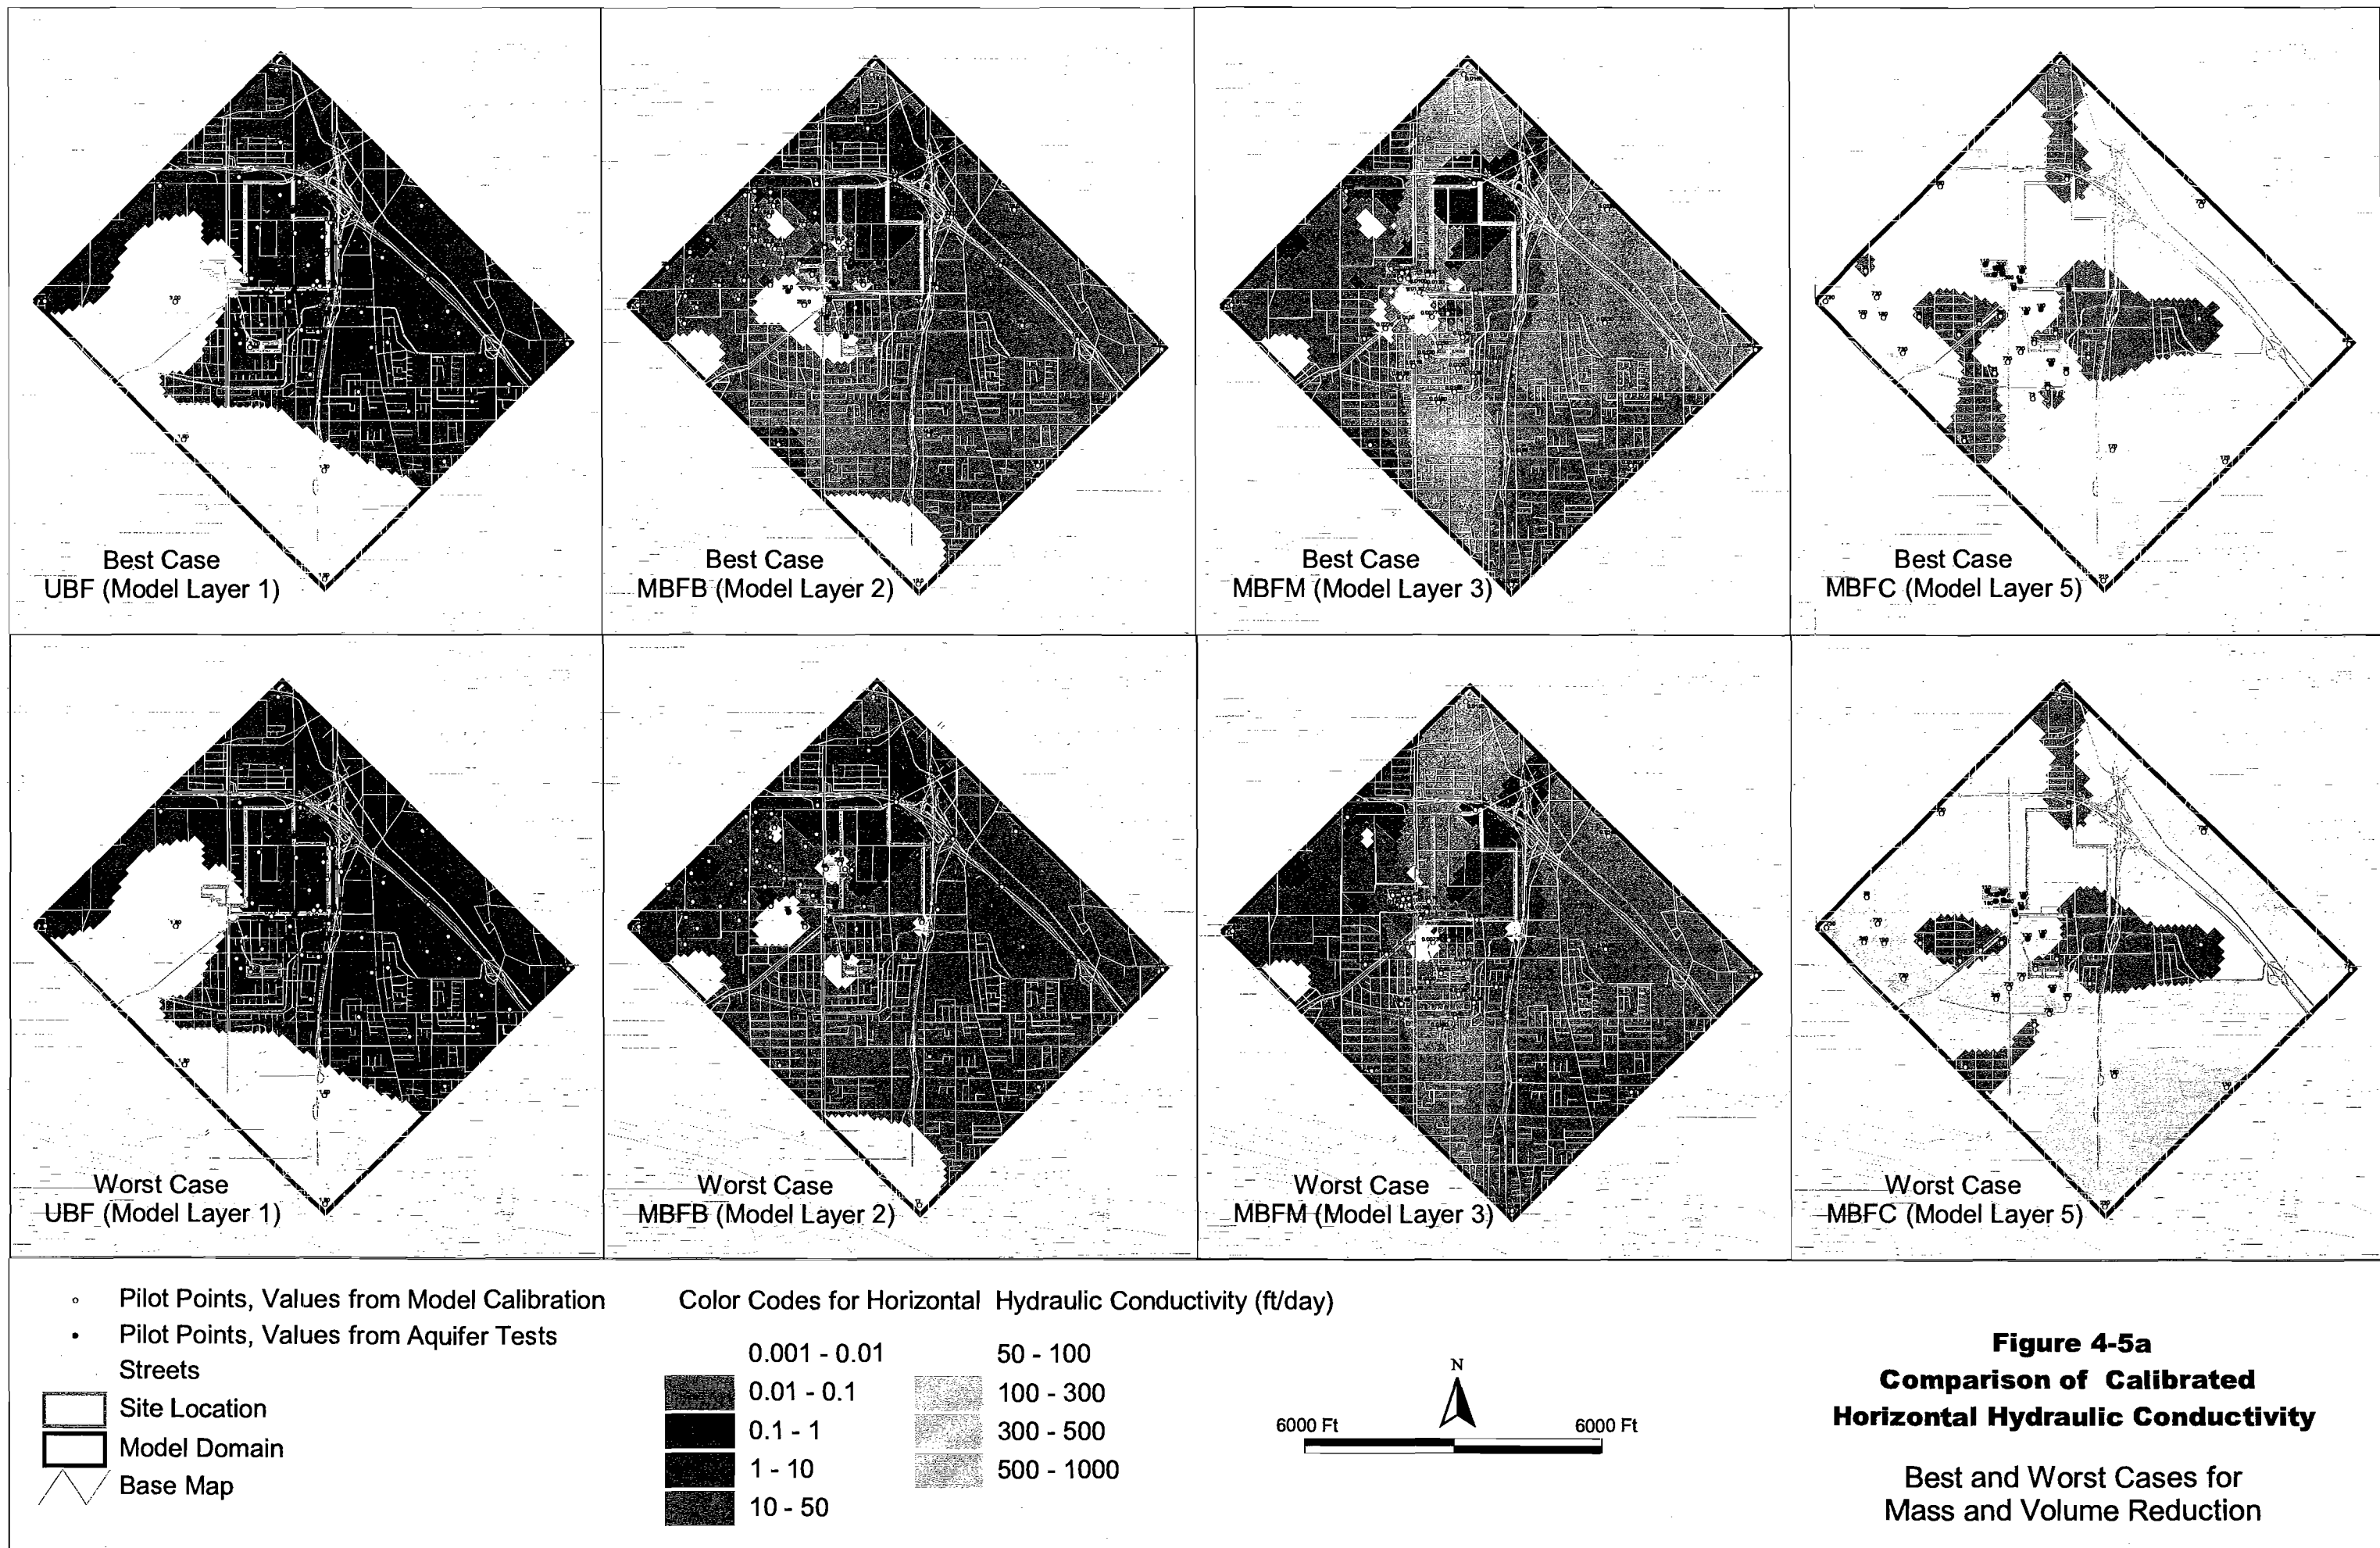 Best Case
UBF (Model Layer 1)
Best Case
MBFB (Model Layer 2)
Best Case
MBFM (Model Layer 3)
Best Case
MBFC (Model Layer 5)
Worst Case
UBF (Model Layer 1)
Worst Case
MBFB (Model Layer 2)
Worst Case
MBFM (Model Layer 3)
Worst Case
MBFC (Model Layer 5)
Pilot Points, Values from Model Calibration
Pilot Points, Values from Aquifer Tests
Streets
Site Location
Model Domain
Base Map
Color Codes for Horizontal Hydraulic Conductivity (ft/day)
0.001 - 0.01
0.01 - 0.1
0.1 - 1
1 - 10
10 - 50
50 - 100
100 - 300
300 - 500
500 - 1000
N
6000 Ft
6000 Ft
Figure 4-5a
Comparison of Calibrated
Horizontal Hydraulic Conductivity
Best and Worst Cases for
Mass and Volume Reduction